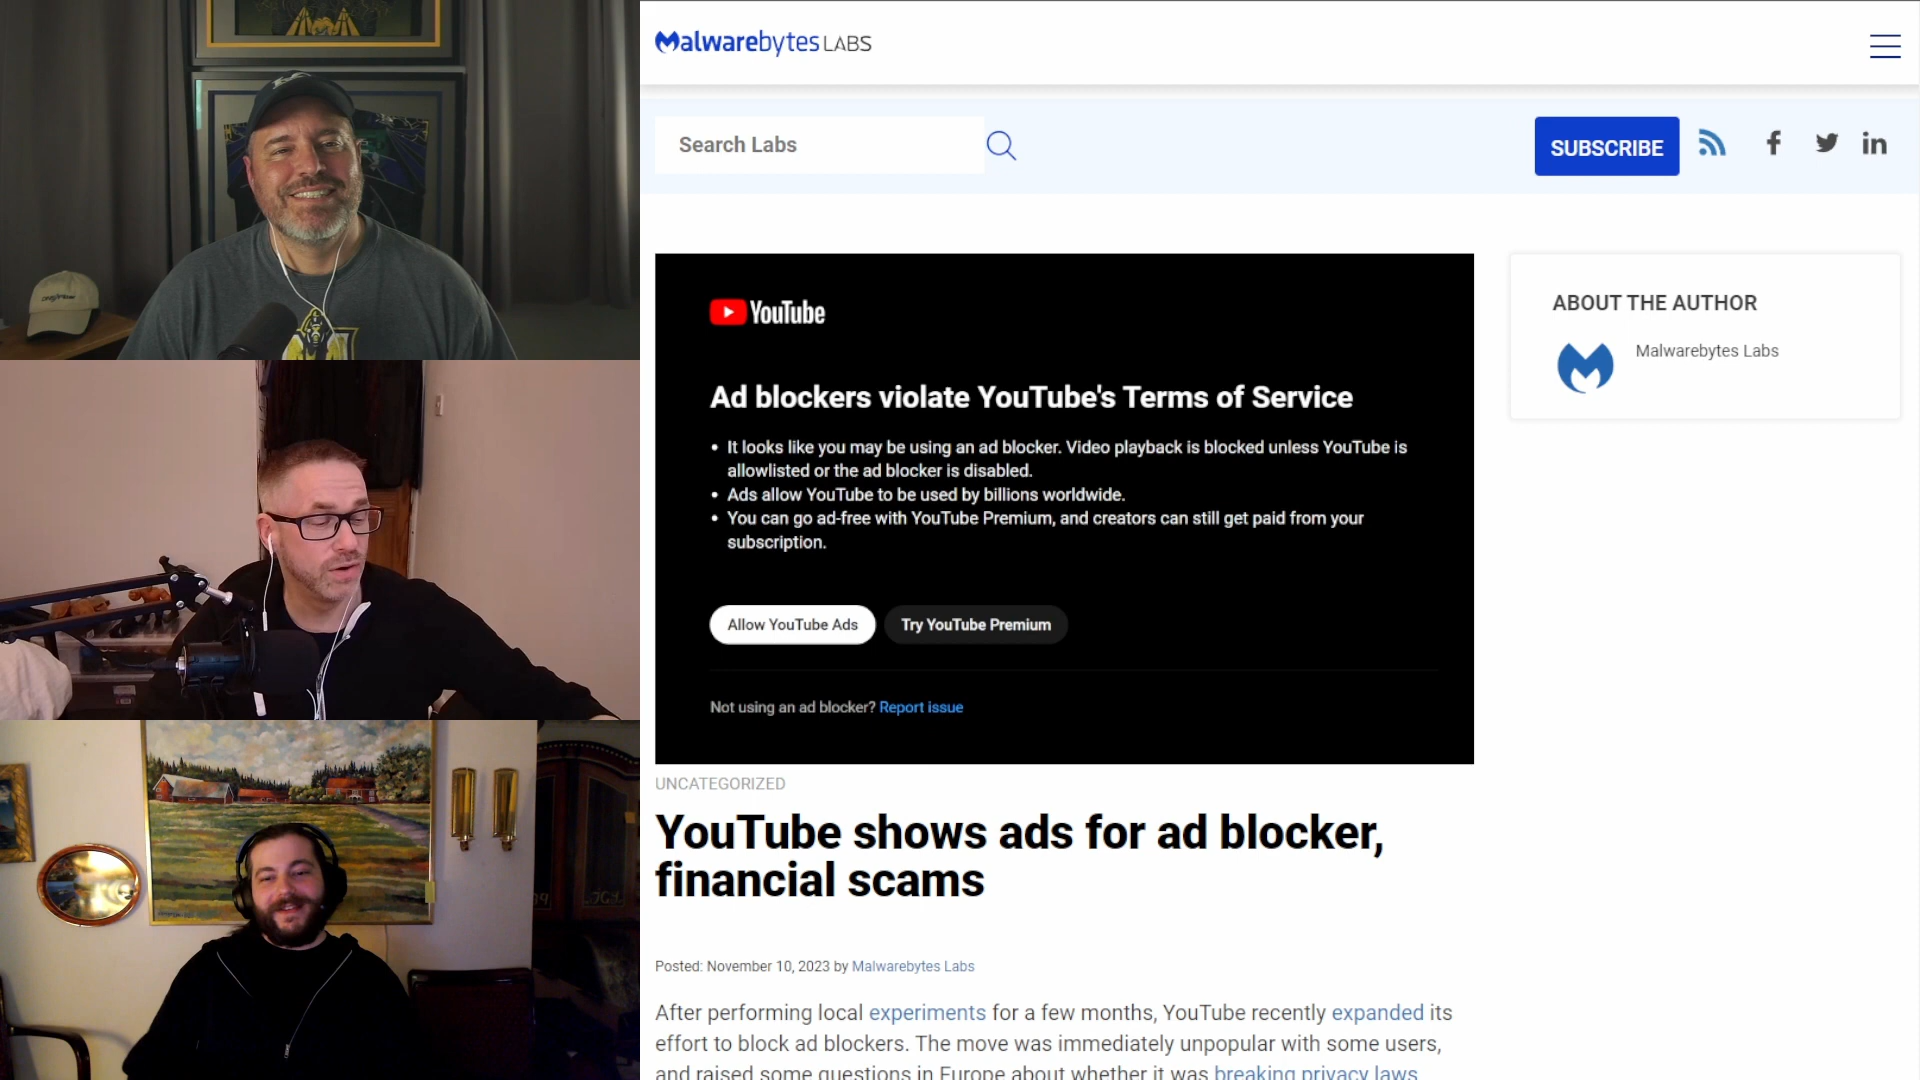 Malwarebytes LABS
Search Labs
SUBSCRIBE
YouTube
Ad blockers violate YouTube's Terms of Service
• It looks like you may be using an ad blocker. Video playback is blocked unless YouTube is
allowlisted or the ad blocker is disabled.
• Ads allow YouTube to be used by billions worldwide.
• You can go ad-free with YouTube Premium, and creators can still get paid from your
subscription.
Allow YouTube Ads
Try YouTube Premium
Not using an ad blocker? Report issue
ABOUT THE AUTHOR
Malwarebytes Labs
UNCATEGORIZED
YouTube shows ads for ad blocker,
financial scams
Posted: November 10, 2023 by Malwarebytes Labs
After performing local experiments for a few months, YouTube recently expanded its
effort to block ad blockers. The move was immediately unpopular with some users,
and raised some questions in Europe about whether it was breaking privacy laws